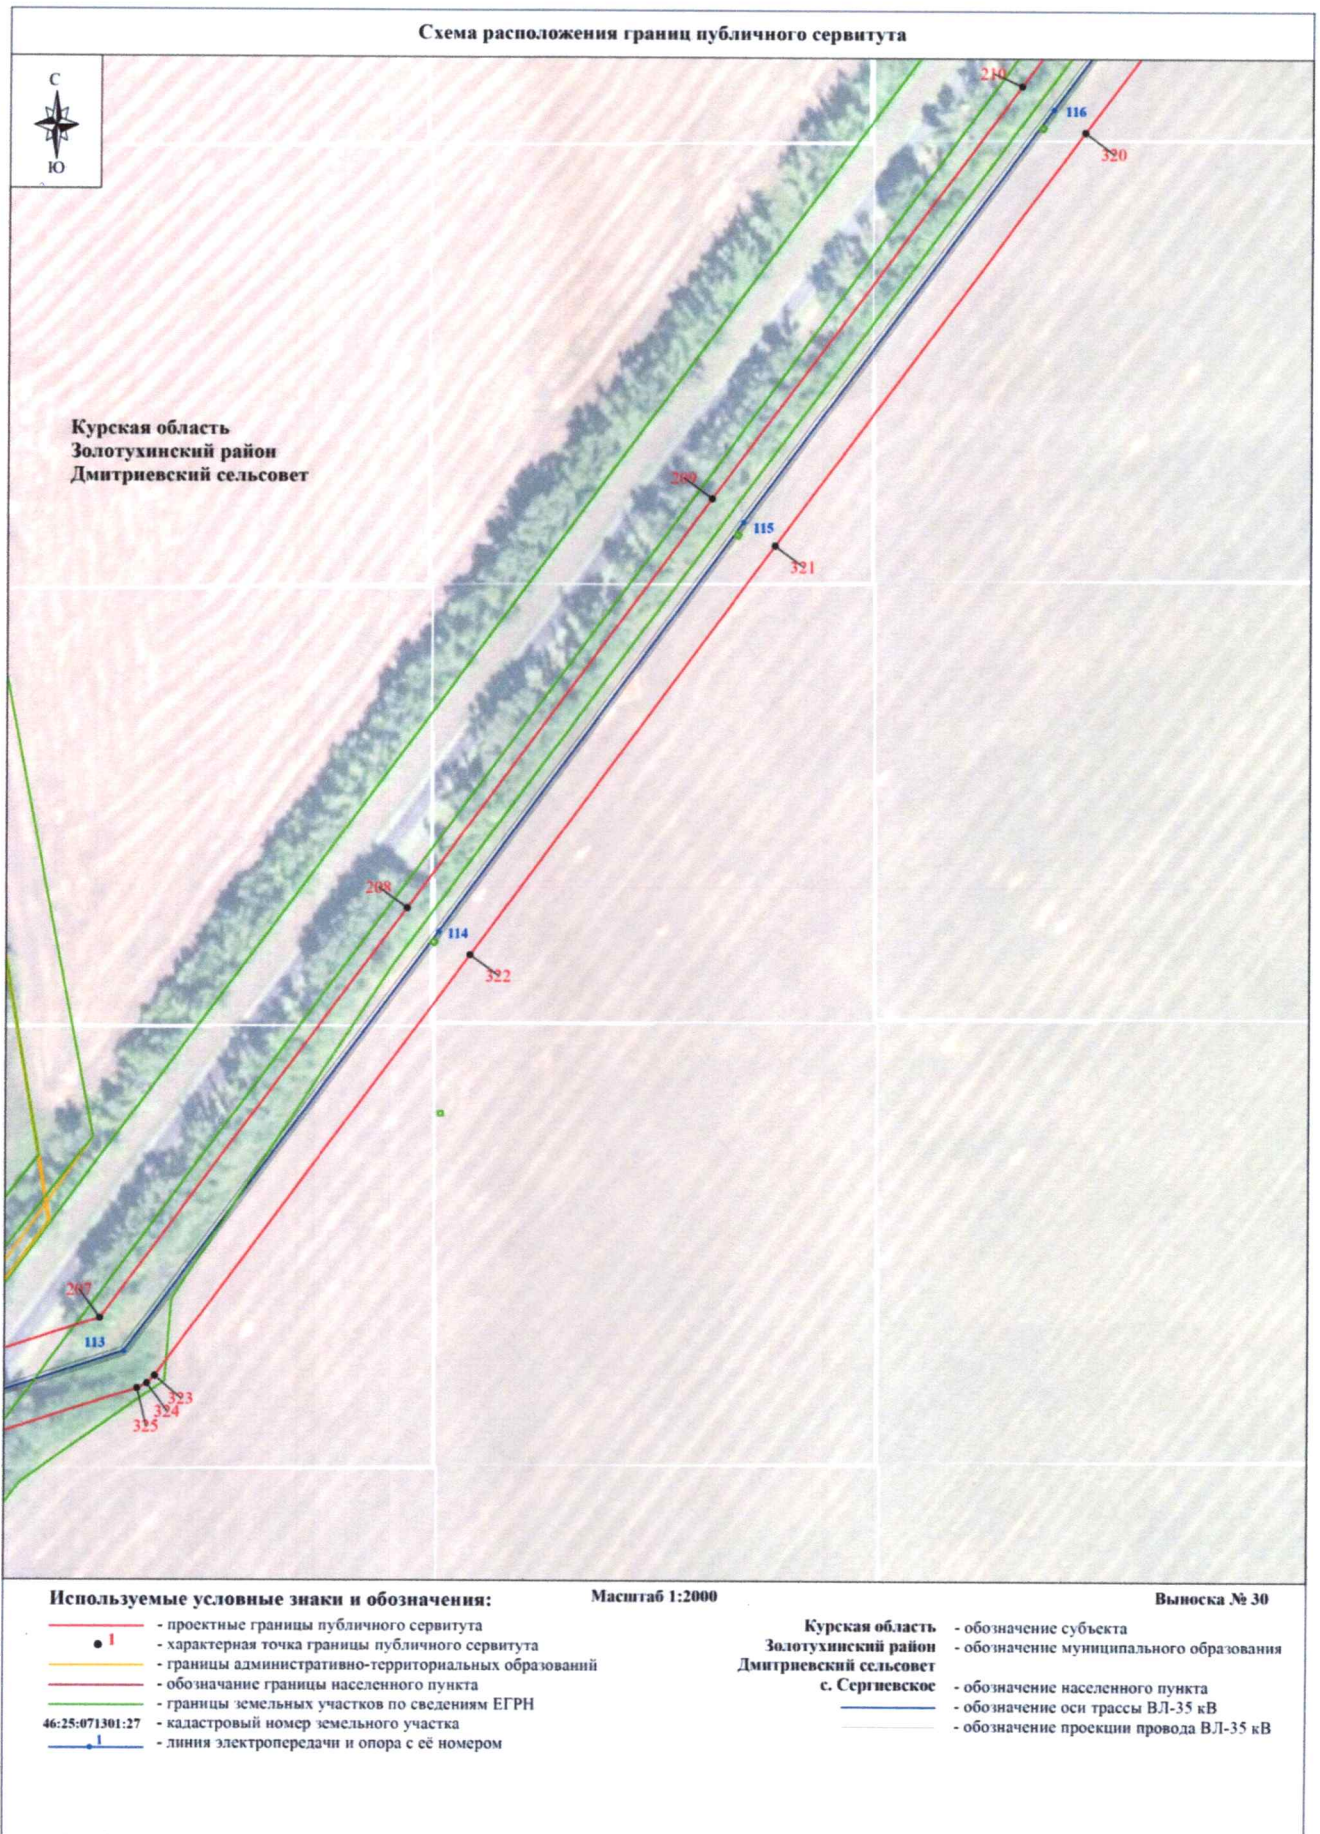 Схема расположения границ публичного сервитута
С
Ю
210
116
320
Курская область
Золотухинский район
Дмитриевский сельсовет
209
115
321
208
114
322
207
113
323
324
325
Используемые условные знаки и обозначения:
Масштаб 1:2000
Выноска № 30
- проектные границы публичного сервитута
1 - характерная точка границы публичного сервитута
- границы административно-территориальных образований
- обозначание границы населенного пункта
- границы земельных участков по сведениям ЕГРН
46:25:071301:27 - кадастровый номер земельного участка
1 - линия электропередачи и опора с её номером
Курская область - обозначение субъекта
Золотухинский район - обозначение муниципального образования
Дмитриевский сельсовет
с. Сергиевское - обозначение населенного пункта
- обозначение оси трассы ВЛ-35 кВ
- обозначение проекции провода ВЛ-35 кВ